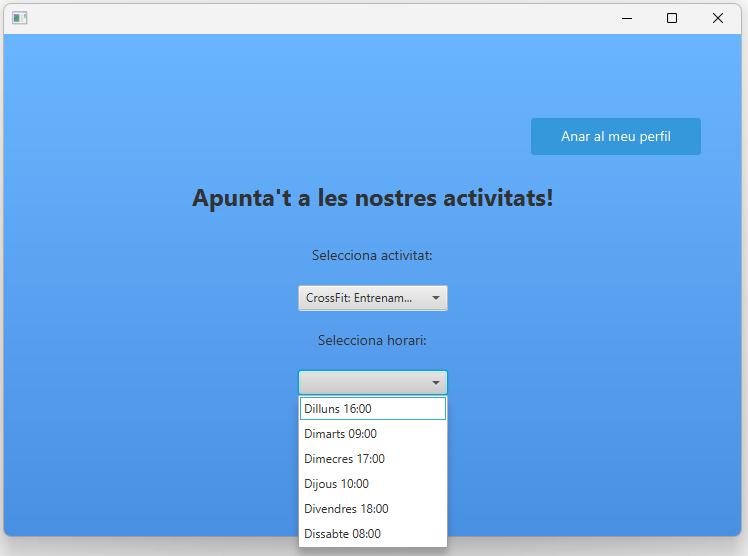 Anar al meu perfil
Apunta't a les nostres activitats!
Selecciona activitat:
CrossFit: Entrenam...
Selecciona horari:
Dilluns 16:00
Dimarts 09:00
Dimecres 17:00
Dijous 10:00
Divendres 18:00
Dissabte 08:00